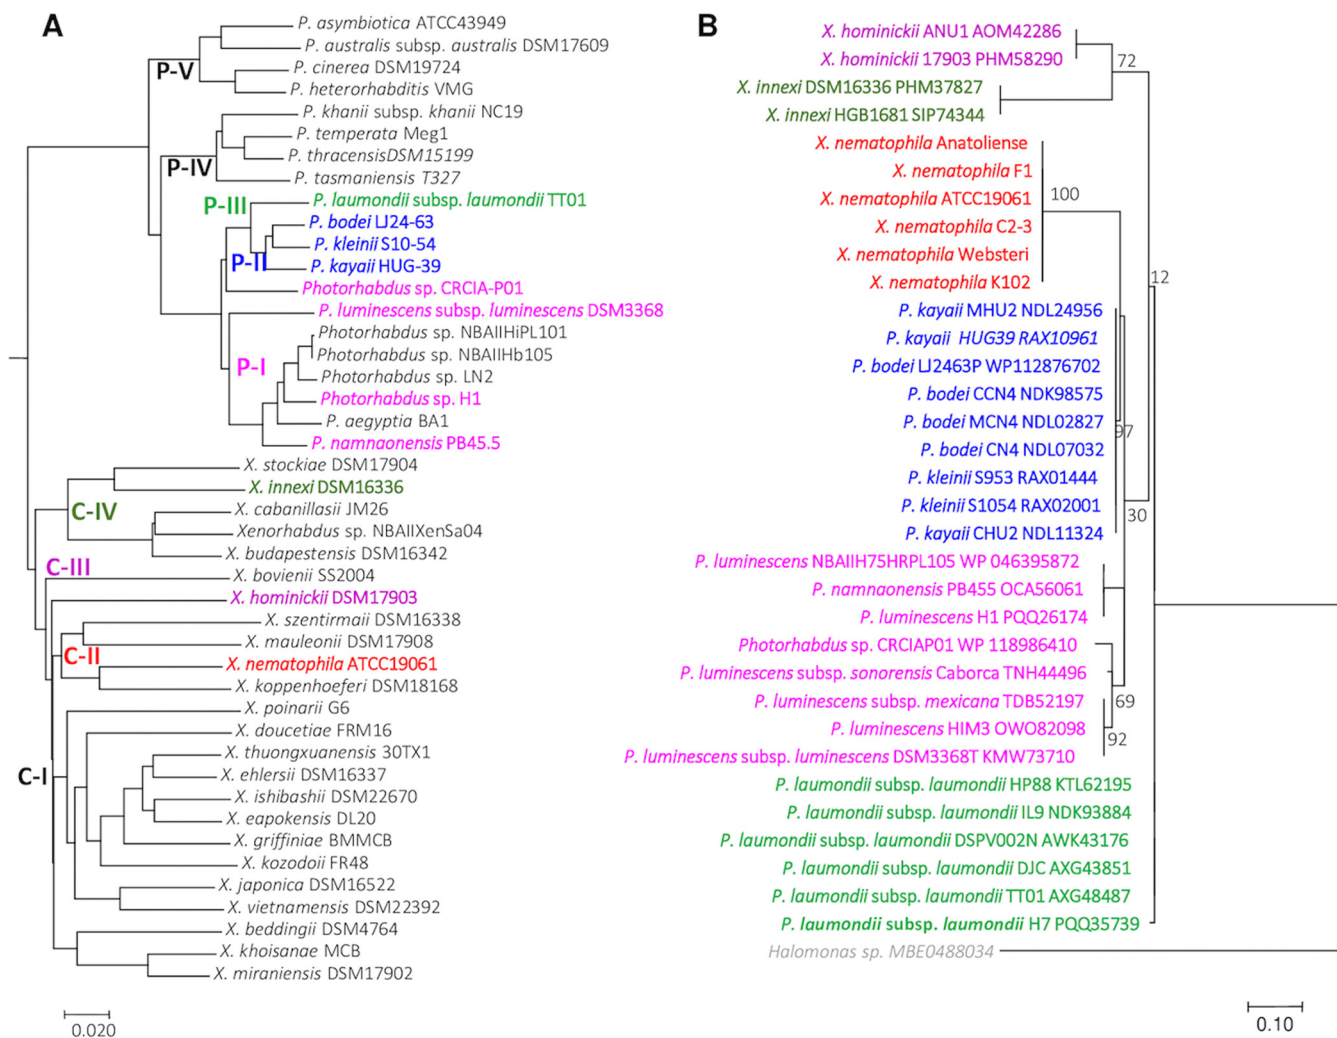 A
P. asymbiotica ATCC43949
P. australis subsp. australis DSM17609
P. cinerea DSM19724
P-V
P. heterorhabditis VMG
P. khanii subsp. khanii NC19
P. temperata Meg1
P. thracensisDSM15199
P-IV
P. tasmaniensis T327
P-III
P. laumondii subsp. laumondii TT01
P. bodei LJ24-63
P. kleinii S10-54
P-II
P. kayaii HUG-39
Photorhabdus sp. CRCIA-P01
P. luminescens subsp. luminescens DSM3368
Photorhabdus sp. NBAIIHiPL101
Photorhabdus sp. NBAIIHb105
P-I
Photorhabdus sp. LN2
Photorhabdus sp. H1
P. aegyptia BA1
P. namnaonensis PB45.5
X. stockiae DSM17904
X. innexi DSM16336
C-IV
X. cabanillasii JM26
Xenorhabdus sp. NBAIIXenSa04
X. budapestensis DSM16342
C-III
X. bovienii SS2004
X. hominickii DSM17903
X. szentirmaii DSM16338
X. mauleonii DSM17908
C-II
X. nematophila ATCC19061
X. koppenhoeferi DSM18168
X. poinarii G6
X. doucetiae FRM16
X. thuongxuanensis 30TX1
C-I
X. ehlersii DSM16337
X. ishibashii DSM22670
X. eapokensis DL20
X. griffiniae BMMCB
X. kozodoii FR48
X. japonica DSM16522
X. vietnamensis DSM22392
X. beddingii DSM4764
X. khoisanae MCB
X. miraniensis DSM17902
0.020
B
X. hominickii ANU1 AOM42286
X. hominickii 17903 PHM58290
72
X. innexi DSM16336 PHM37827
X. innexi HGB1681 SIP74344
X. nematophila Anatoliense
X. nematophila F1
100
X. nematophila ATCC19061
X. nematophila C2-3
X. nematophila Websteri
X. nematophila K102
12
P. kayaii MHU2 NDL24956
P. kayaii HUG39 RAX10961
P. bodei LJ2463P WP112876702
P. bodei CCN4 NDK98575
P. bodei MCN4 NDL02827
97
P. bodei CN4 NDL07032
P. kleinii S953 RAX01444
P. kleinii S1054 RAX02001
30
P. kayaii CHU2 NDL11324
P. luminescens NBAIIH75HRPL105 WP 046395872
P. namnaonensis PB455 OCA56061
P. luminescens H1 PQQ26174
Photorhabdus sp. CRCIAP01 WP 118986410
P. luminescens subsp. sonorensis Caborca TNH44496
P. luminescens subsp. mexicana TDB52197
69
P. luminescens HIM3 OWO82098
92
P. luminescens subsp. luminescens DSM3368T KMW73710
P. laumondii subsp. laumondii HP88 KTL62195
P. laumondii subsp. laumondii IL9 NDK93884
P. laumondii subsp. laumondii DSPV002N AWK43176
P. laumondii subsp. laumondii DJC AXG43851
P. laumondii subsp. laumondii TT01 AXG48487
P. laumondii subsp. laumondii H7 PQQ35739
Halomonas sp. MBE0488034
0.10